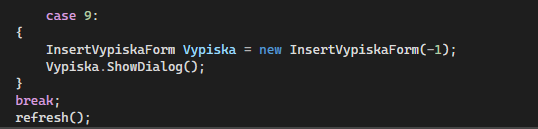 case 9:
{
InsertVypiskaForm Vypiska = new InsertVypiskaForm(-1);
Vypiska.ShowDialog();
}
break;
refresh();